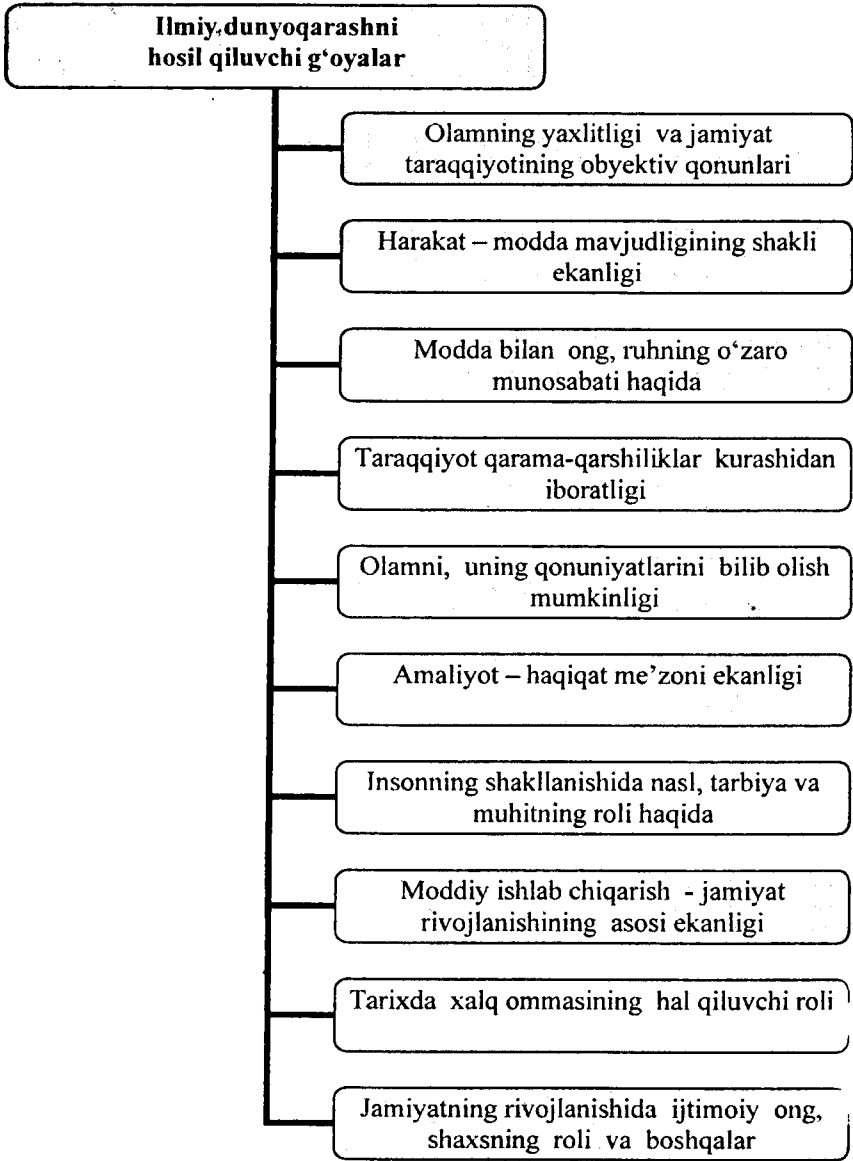 Ilmiy dunyoqarashni
hosil qiluvchi g‘oyalar
Olamning yaxlitligi va jamiyat
taraqqiyotining obyektiv qonunlari
Harakat – modda mavjudligining shakli
ekanligi
Modda bilan ong, ruhning o‘zaro
munosabati haqida
Taraqqiyot qarama-qarshiliklar kurashidan
iboratligi
Olamni, uning qonuniyatlarini bilib olish
mumkinligi
Amaliyot – haqiqat me’zoni ekanligi
Insonning shakllanishida nasl, tarbiya va
muhitning roli haqida
Moddiy ishlab chiqarish - jamiyat
rivojlanishining asosi ekanligi
Tarixda xalq ommasining hal qiluvchi roli
Jamiyatning rivojlanishida ijtimoiy ong,
shaxsning roli va boshqalar